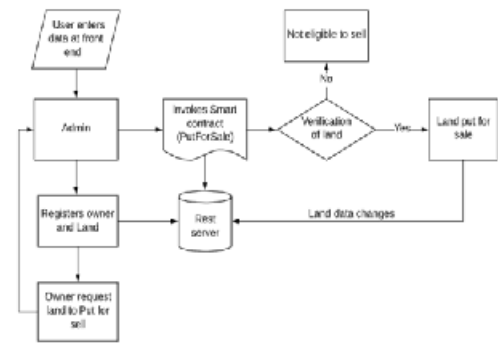 User enters
data at front
end
Not eligible to sell
No
Admin
Invokes Smart
contract
(PutForSale)
Verification
of land
Yes
Land put for
sale
Registers owner
and Land
Rest
server
Land data changes
Owner request
land to Put for
sell